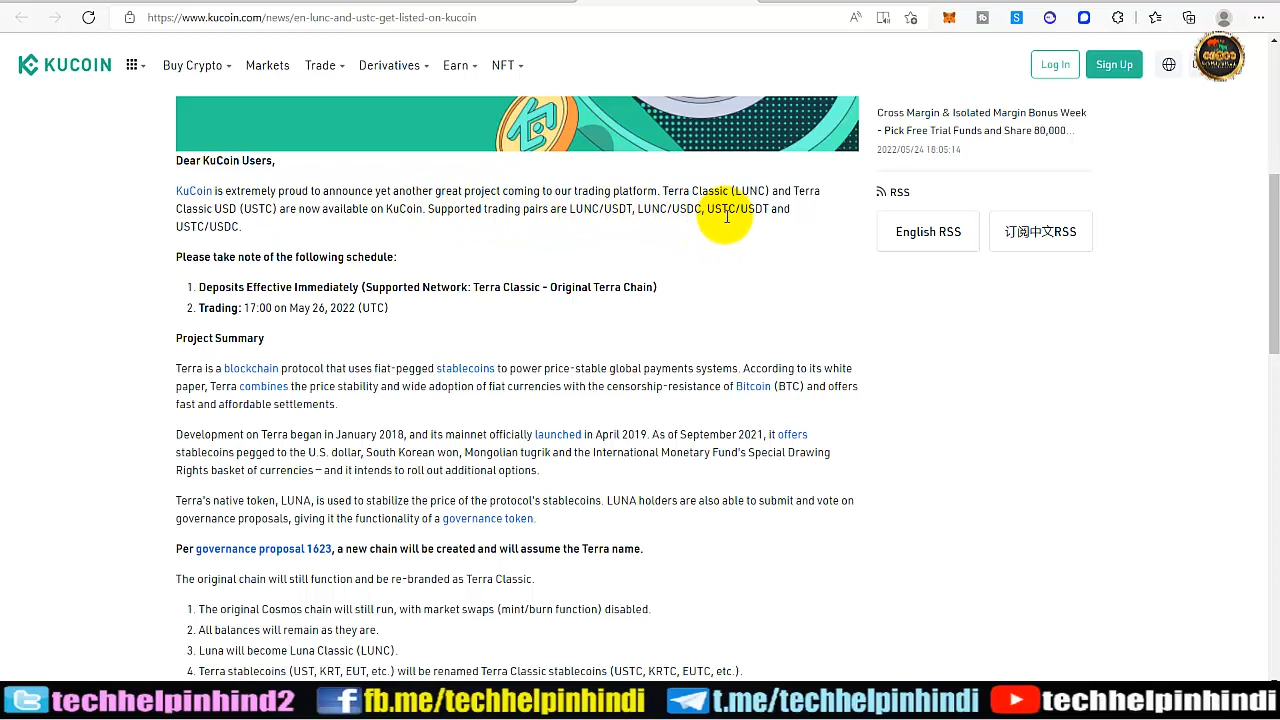 https://www.kucoin.com/news/en-lunc-and-ustc-get-listed-on-kucoin
KUCOIN
Buy Crypto
Markets
Trade
Derivatives
Earn
NFT
Log In
Sign Up
Dear KuCoin Users,
KuCoin is extremely proud to announce yet another great project coming to our trading platform. Terra Classic (LUNC) and Terra
Classic USD (USTC) are now available on KuCoin. Supported trading pairs are LUNC/USDT, LUNC/USDC, USTC/USDT and
USTC/USDC.
Please take note of the following schedule:
1. Deposits Effective Immediately (Supported Network: Terra Classic - Original Terra Chain)
2. Trading: 17:00 on May 26, 2022 (UTC)
Project Summary
Terra is a blockchain protocol that uses fiat-pegged stablecoins to power price-stable global payments systems. According to its white
paper, Terra combines the price stability and wide adoption of fiat currencies with the censorship-resistance of Bitcoin (BTC) and offers
fast and affordable settlements.
Development on Terra began in January 2018, and its mainnet officially launched in April 2019. As of September 2021, it offers
stablecoins pegged to the U.S. dollar, South Korean won, Mongolian tugrik and the International Monetary Fund's Special Drawing
Rights basket of currencies — and it intends to roll out additional options.
Terra's native token, LUNA, is used to stabilize the price of the protocol's stablecoins. LUNA holders are also able to submit and vote on
governance proposals, giving it the functionality of a governance token.
Per governance proposal 1623, a new chain will be created and will assume the Terra name.
The original chain will still function and be re-branded as Terra Classic.
1. The original Cosmos chain will still run, with market swaps (mint/burn function) disabled.
2. All balances will remain as they are.
3. Luna will become Luna Classic (LUNC).
4. Terra stablecoins (UST, KRT, EUT, etc.) will be renamed Terra Classic stablecoins (USTC, KRTC, EUTC, etc.).
Cross Margin & Isolated Margin Bonus Week
- Pick Free Trial Funds and Share 80,000...
2022/05/24 18:05:14
RSS
English RSS
订阅中文RSS
techhelpinhind2
fb.me/techhelpinhindi
t.me/techhelpinhindi
techhelpinhindi